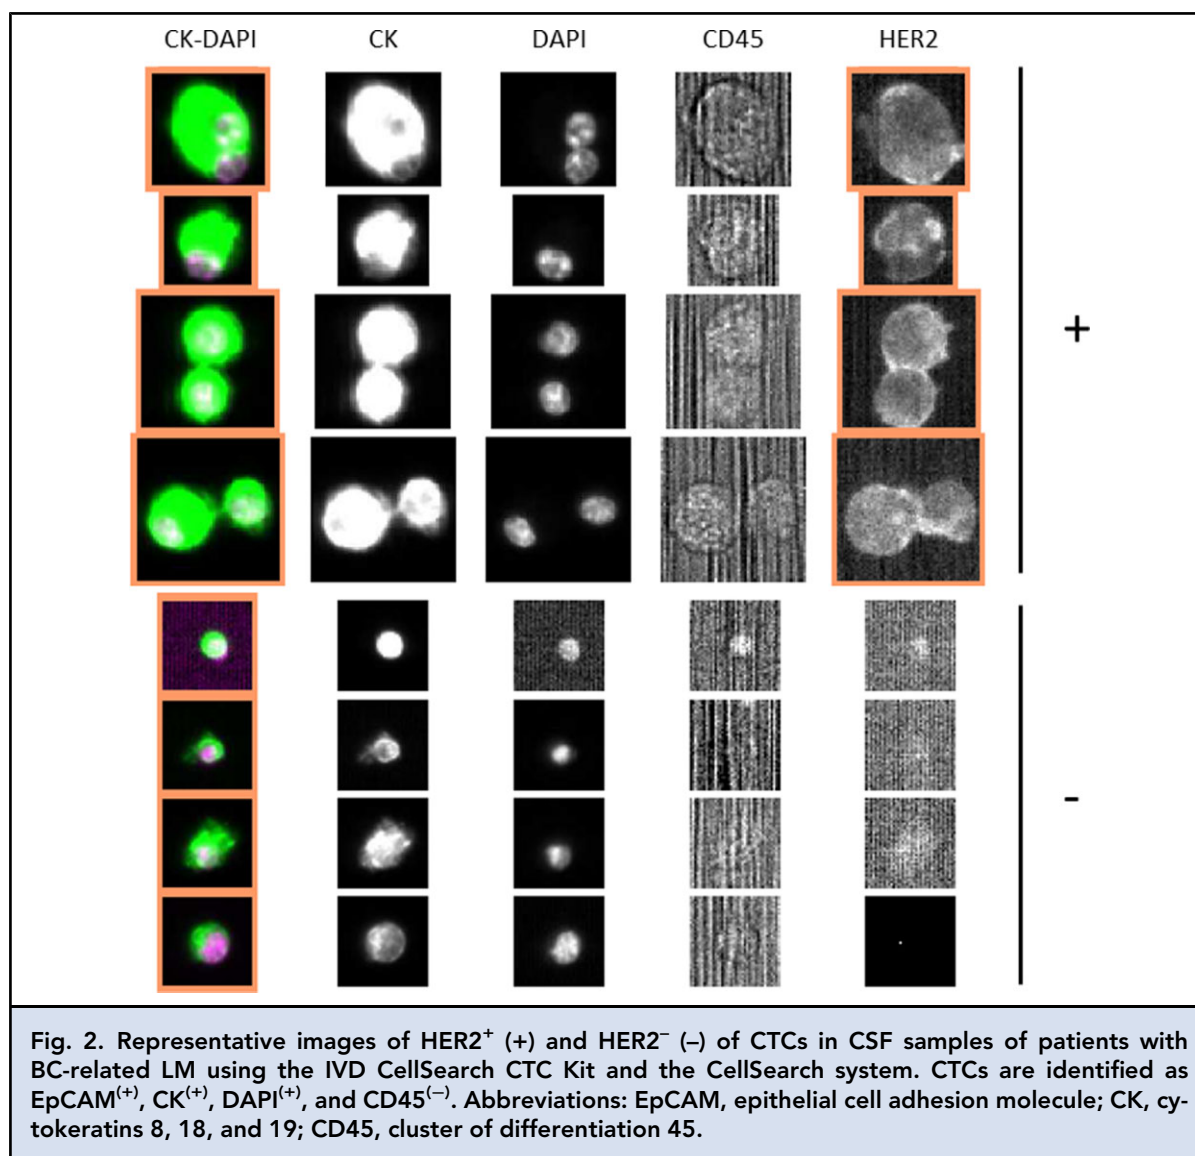 CK-DAPI CK DAPI CD45 HER2
+
-
Fig. 2. Representative images of HER2⁺ (+) and HER2⁻ (–) of CTCs in CSF samples of patients with
BC-related LM using the IVD CellSearch CTC Kit and the CellSearch system. CTCs are identified as
EpCAM⁽⁺⁾, CK⁽⁺⁾, DAPI⁽⁺⁾, and CD45⁽⁻⁾. Abbreviations: EpCAM, epithelial cell adhesion molecule; CK, cy-
tokeratins 8, 18, and 19; CD45, cluster of differentiation 45.